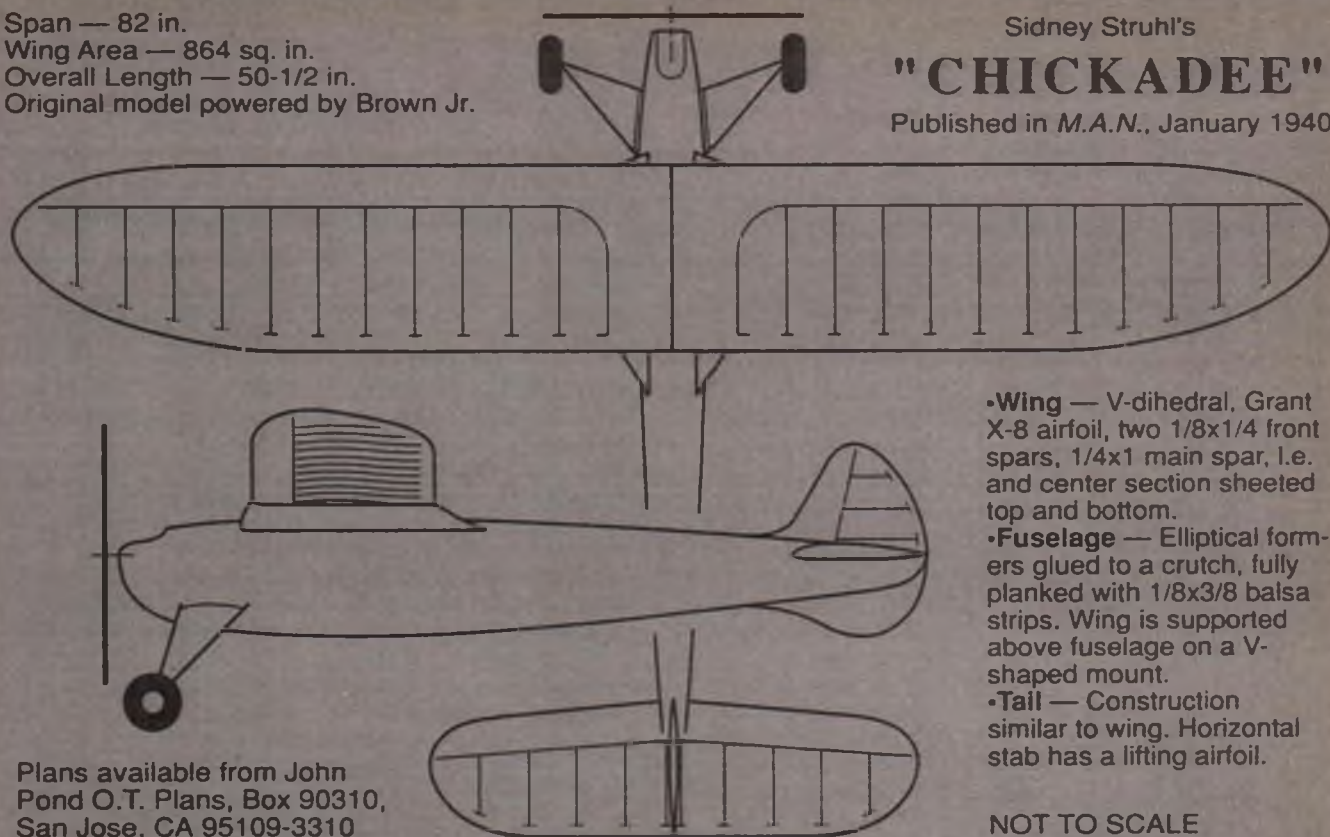 Span — 82 in.
Wing Area — 864 sq. in.
Overall Length — 50-1/2 in.
Original model powered by Brown Jr.
Sidney Struhl's
"CHICKADEE"
Published in M.A.N., January 1940
•Wing — V-dihedral, Grant
X-8 airfoil, two 1/8x1/4 front
spars, 1/4x1 main spar, l.e.
and center section sheeted
top and bottom.
•Fuselage — Elliptical form-
ers glued to a crutch, fully
planked with 1/8x3/8 balsa
strips. Wing is supported
above fuselage on a V-
shaped mount.
•Tail — Construction
similar to wing. Horizontal
stab has a lifting airfoil.
Plans available from John
Pond O.T. Plans, Box 90310,
San Jose, CA 95109-3310
NOT TO SCALE